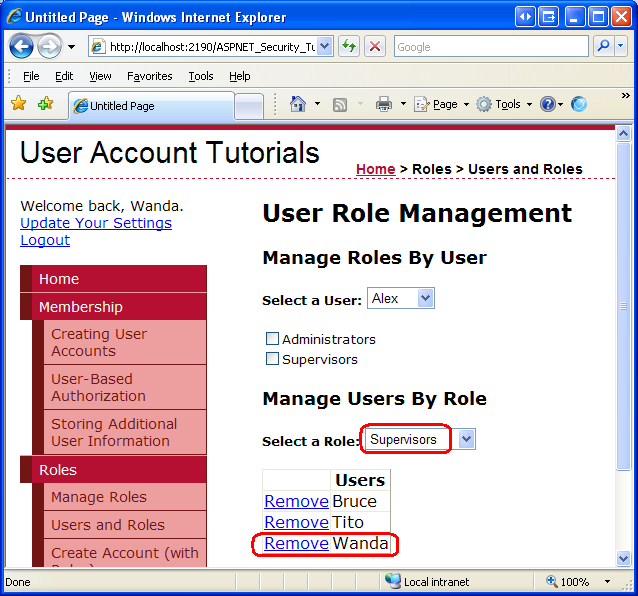 Untitled Page - Windows Internet Explorer
http://localhost:2190/ASPNET_Security_Tu
Google
File Edit View Favorites Tools Help
Untitled Page
Page Tools
User Account Tutorials
Home > Roles > Users and Roles
Welcome back, Wanda.
Update Your Settings
Logout
Home
Membership
Creating User
Accounts
User-Based
Authorization
Storing Additional
User Information
Roles
Manage Roles
Users and Roles
Create Account (with
User Role Management
Manage Roles By User
Select a User: Alex
Administrators
Supervisors
Manage Users By Role
Select a Role: Supervisors
Users
Remove Bruce
Remove Tito
Remove Wanda
Done
Local intranet
100%